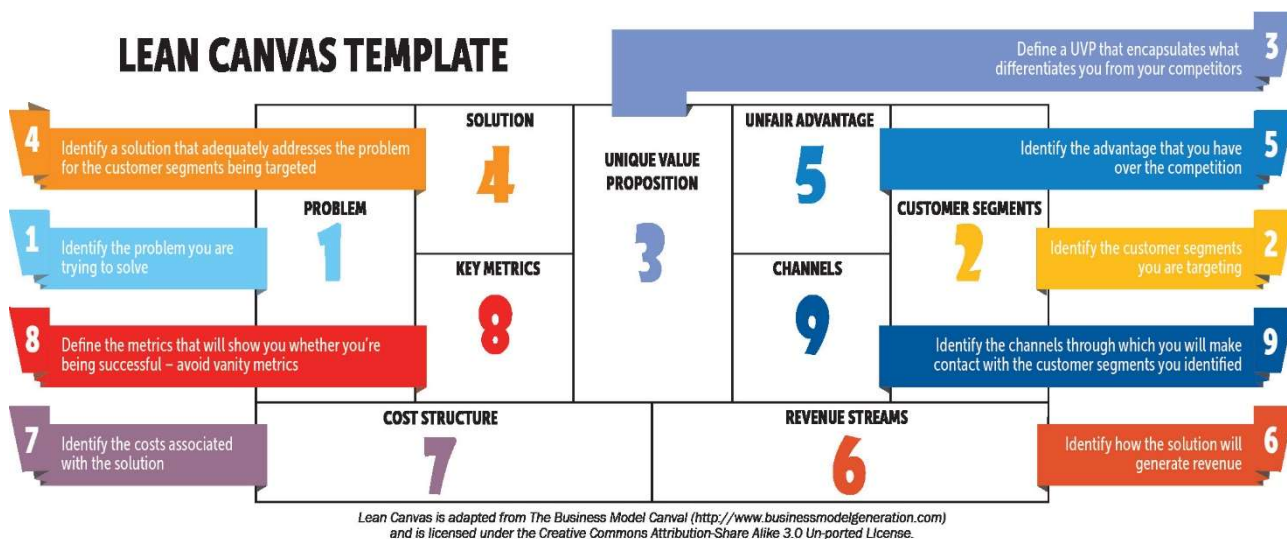 LEAN CANVAS TEMPLATE
3
Define a UVP that encapsulates what
differentiates you from your competitors
4
Identify a solution that adequately addresses the problem
for the customer segments being targeted
SOLUTION
4
UNIQUE VALUE
PROPOSITION
3
UNFAIR ADVANTAGE
5
Identify the advantage that you have
over the competition
5
1
Identify the problem you are
trying to solve
PROBLEM
1
CUSTOMER SEGMENTS
2
Identify the customer segments
you are targeting
2
8
Define the metrics that will show you whether you're
being successful – avoid vanity metrics
KEY METRICS
8
CHANNELS
9
Identify the channels through which you will make
contact with the customer segments you identified
9
7
Identify the costs associated
with the solution
COST STRUCTURE
7
REVENUE STREAMS
6
Identify how the solution will
generate revenue
6
Lean Canvas is adapted from The Business Model Canval (http://www.businessmodelgeneration.com)
and is licensed under the Creative Commons Attribution-Share Alike 3.0 Un-ported License.